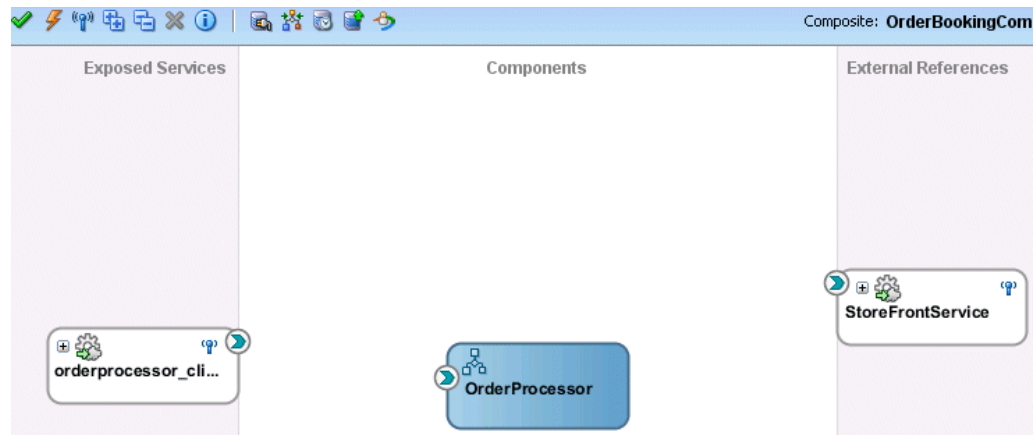 Composite: OrderBookingCom
Exposed Services
Components
External References
StoreFrontService
orderprocessor_cli...
OrderProcessor